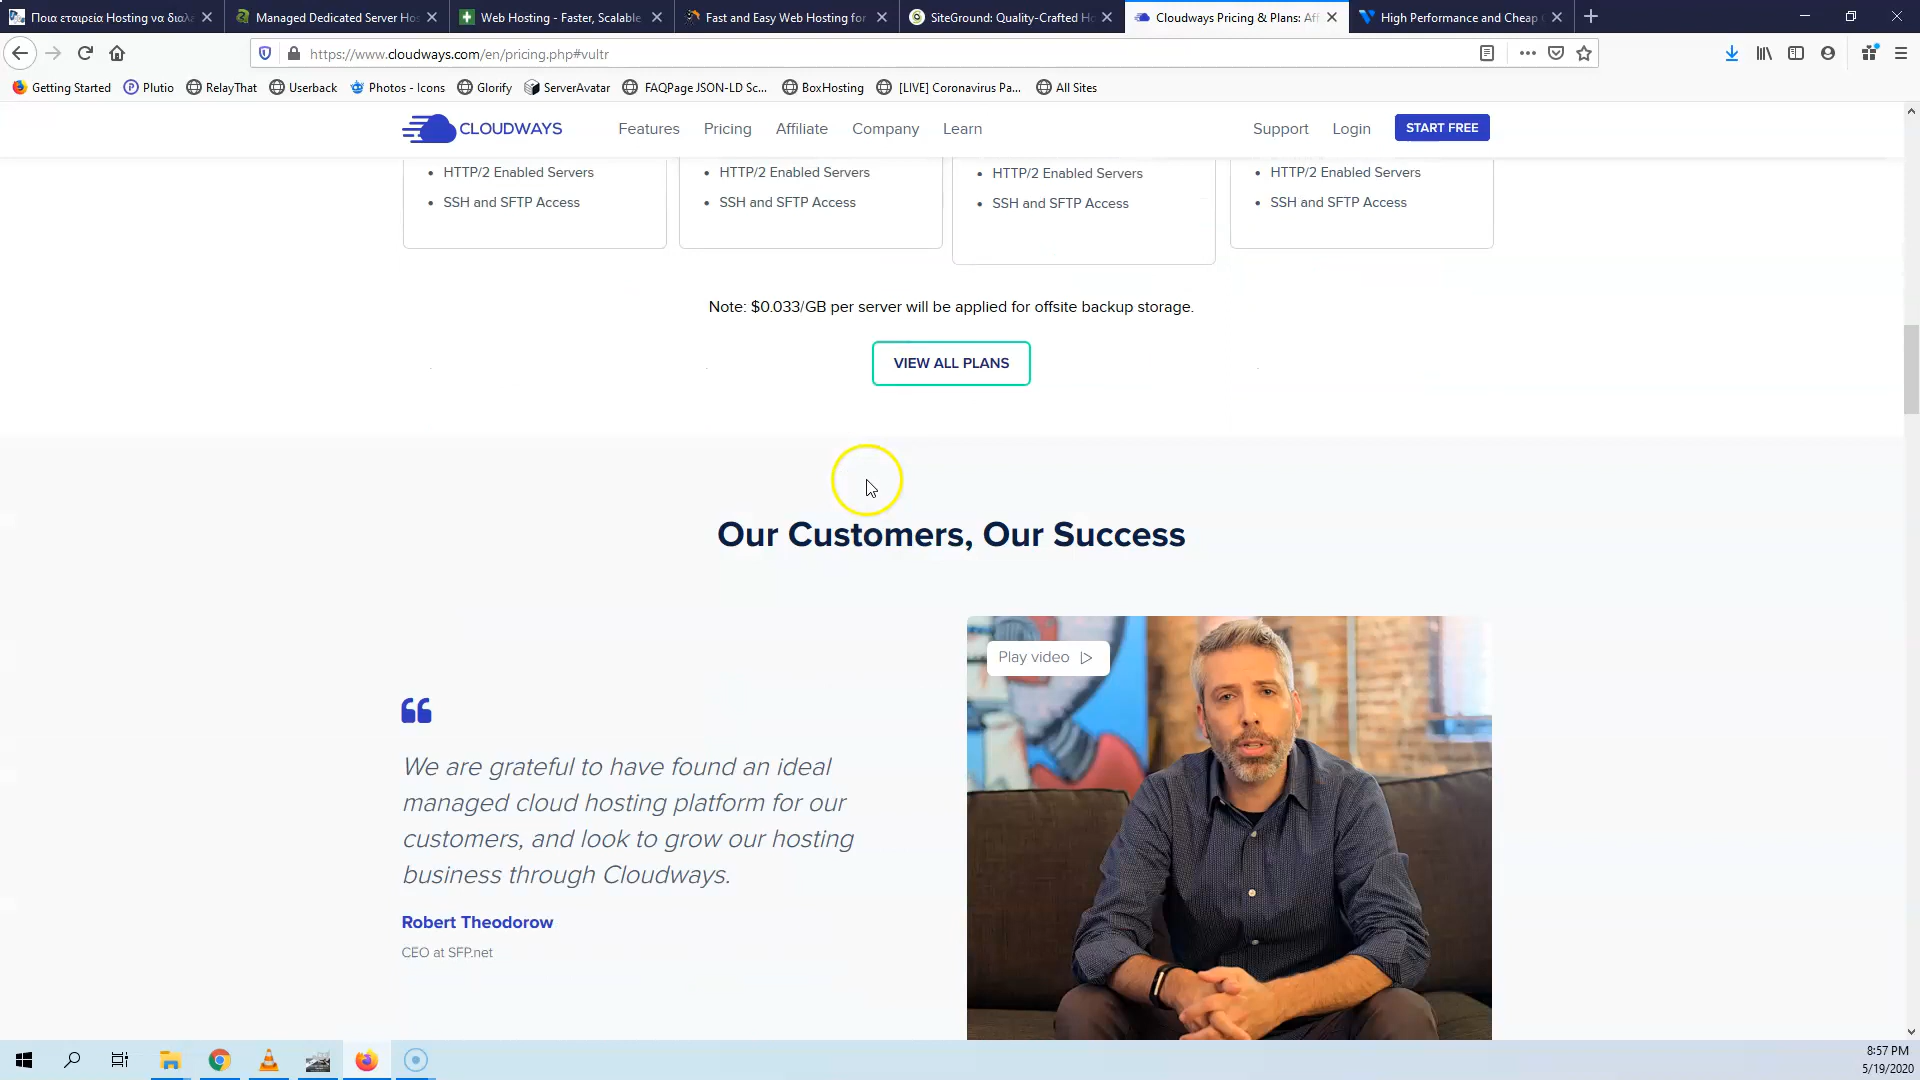 Ποια εταιρεία Hosting να διαλ
Managed Dedicated Server Hos
Web Hosting - Faster, Scalable
Fast and Easy Web Hosting for
SiteGround: Quality-Crafted Ho
Cloudways Pricing & Plans: Aff
High Performance and Cheap
https://www.cloudways.com/en/pricing.php#vultr
Getting Started
Plutio
RelayThat
Userback
Photos - Icons
Glorify
ServerAvatar
FAQPage JSON-LD Sc...
BoxHosting
[LIVE] Coronavirus Pa...
All Sites
CLOUDWAYS
Features
Pricing
Affiliate
Company
Learn
Support
Login
START FREE
• HTTP/2 Enabled Servers
• SSH and SFTP Access
• HTTP/2 Enabled Servers
• SSH and SFTP Access
• HTTP/2 Enabled Servers
• SSH and SFTP Access
• HTTP/2 Enabled Servers
• SSH and SFTP Access
Note: $0.033/GB per server will be applied for offsite backup storage.
VIEW ALL PLANS
Our Customers, Our Success
Play video
We are grateful to have found an ideal
managed cloud hosting platform for our
customers, and look to grow our hosting
business through Cloudways.
Robert Theodorow
CEO at SFP.net
8:57 PM
5/19/2020